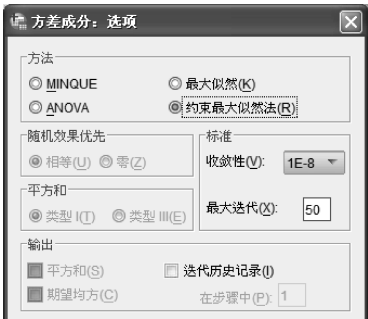 方差成分：选项
方法
MINQUE
最大似然(K)
ANOVA
约束最大似然法(R)
随机效果优先
相等(U) 零(Z)
标准
收敛性(V): 1E-8
平方和
类型 I(T) 类型 III(E)
最大迭代(X): 50
输出
平方和(S)
迭代历史记录(I)
期望均方(C)
在步骤中(P): 1